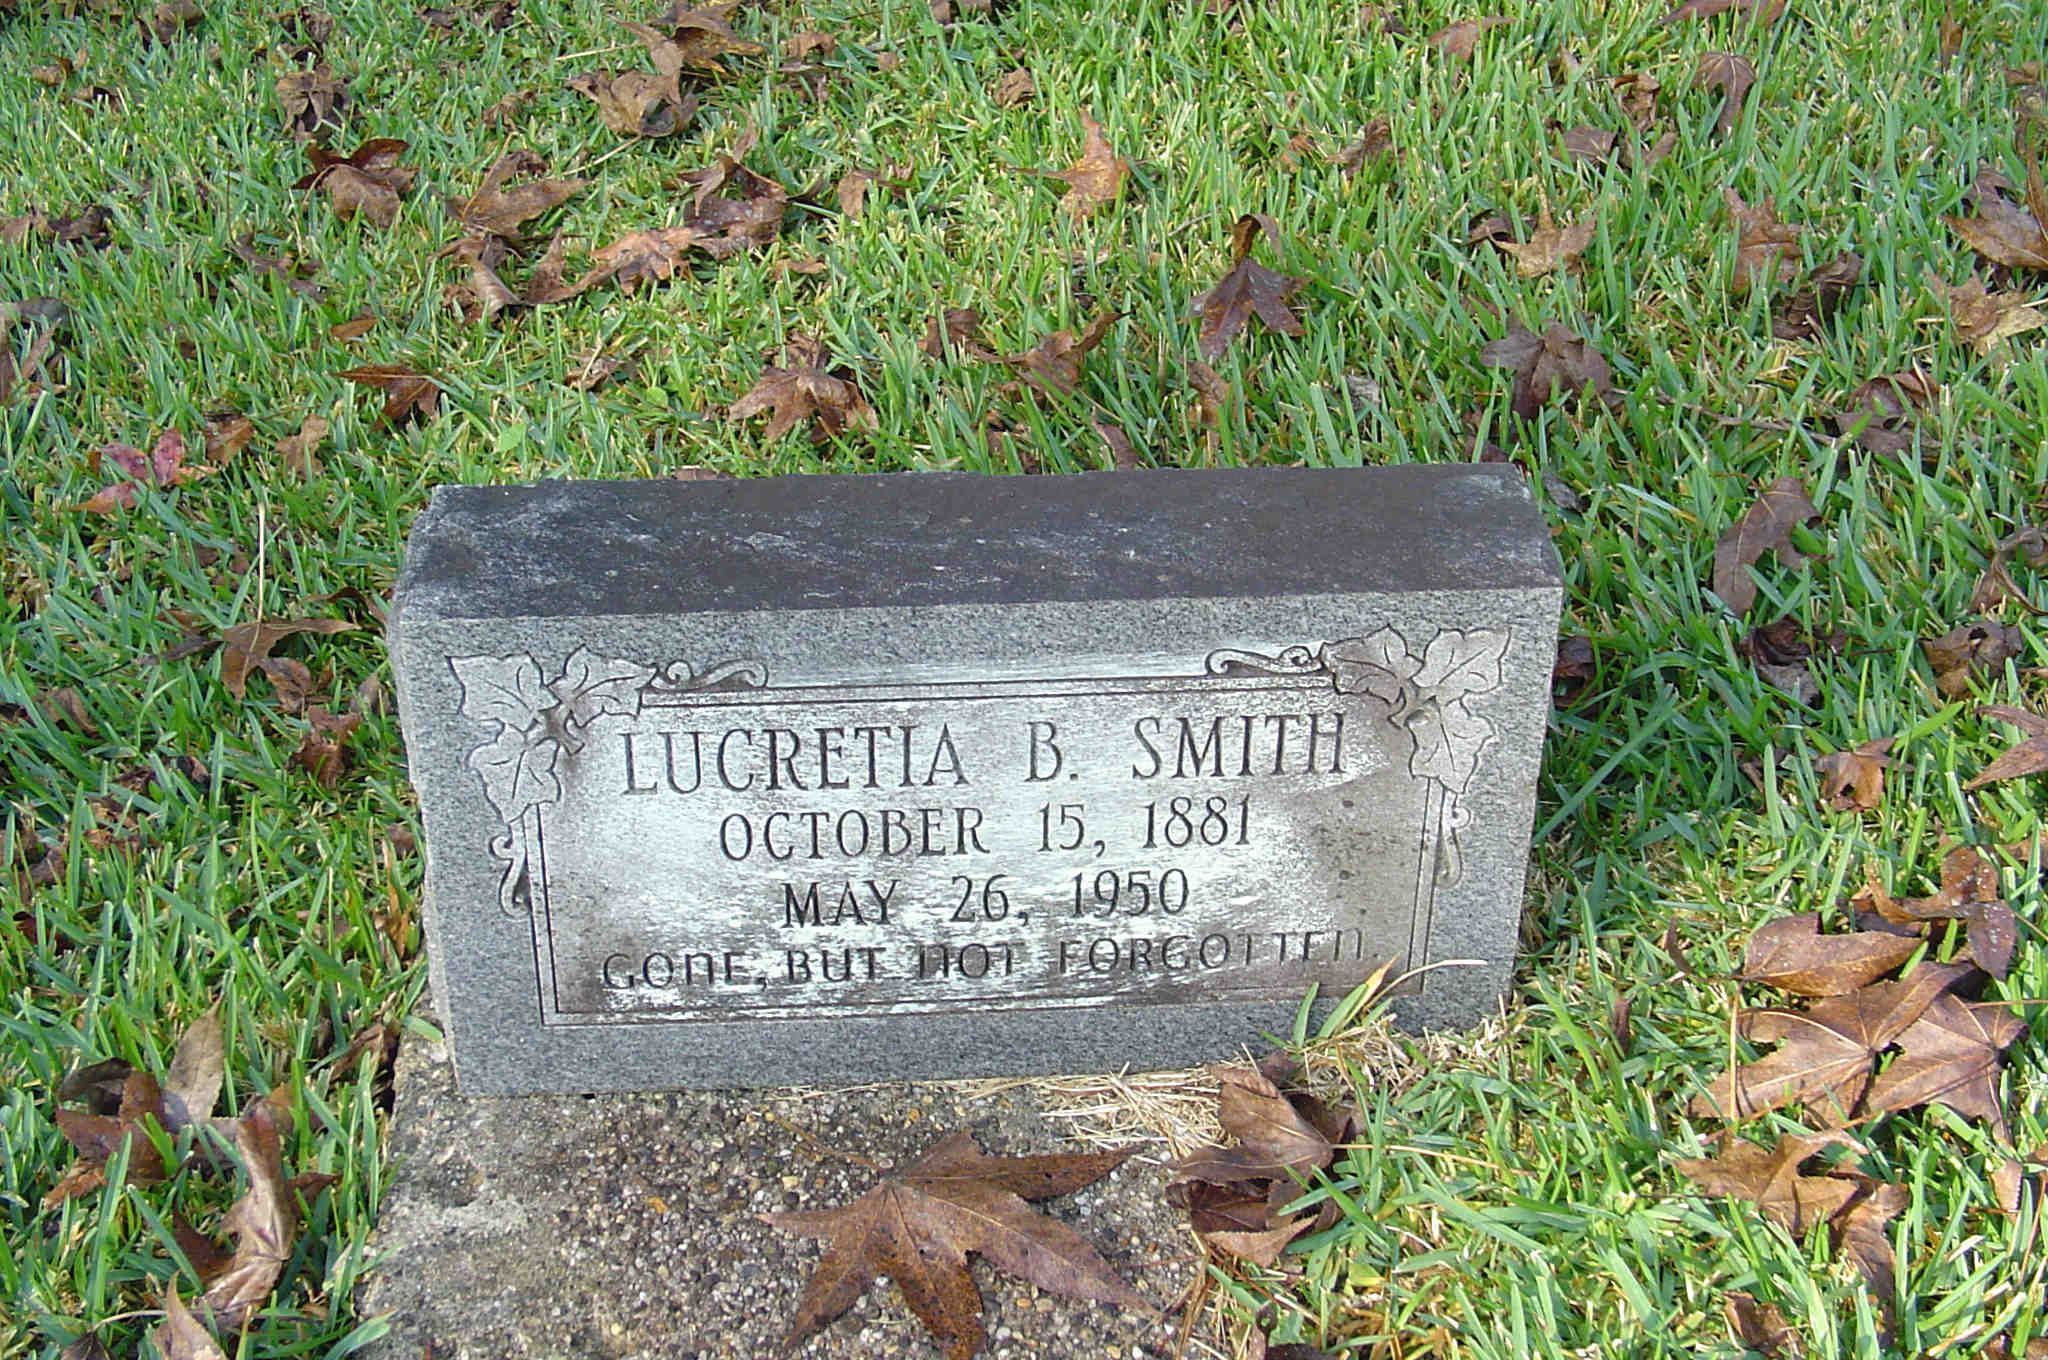 LUCRETIA B. SMITH
OCTOBER 15, 1881
MAY 26, 1950
GONE, BUT NOT FORGOTTEN.